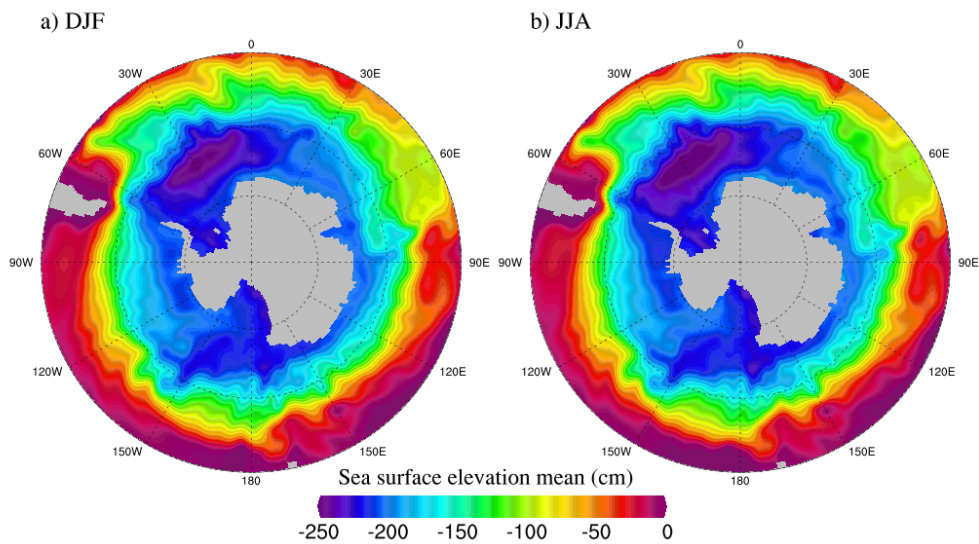 a) DJF
b) JJA
0
30W
30E
60W
60E
90W
90E
120W
120E
150W
150E
180
0
30W
30E
60W
60E
90W
90E
120W
120E
150W
150E
180
Sea surface elevation mean (cm)
-250 -200 -150 -100 -50 0